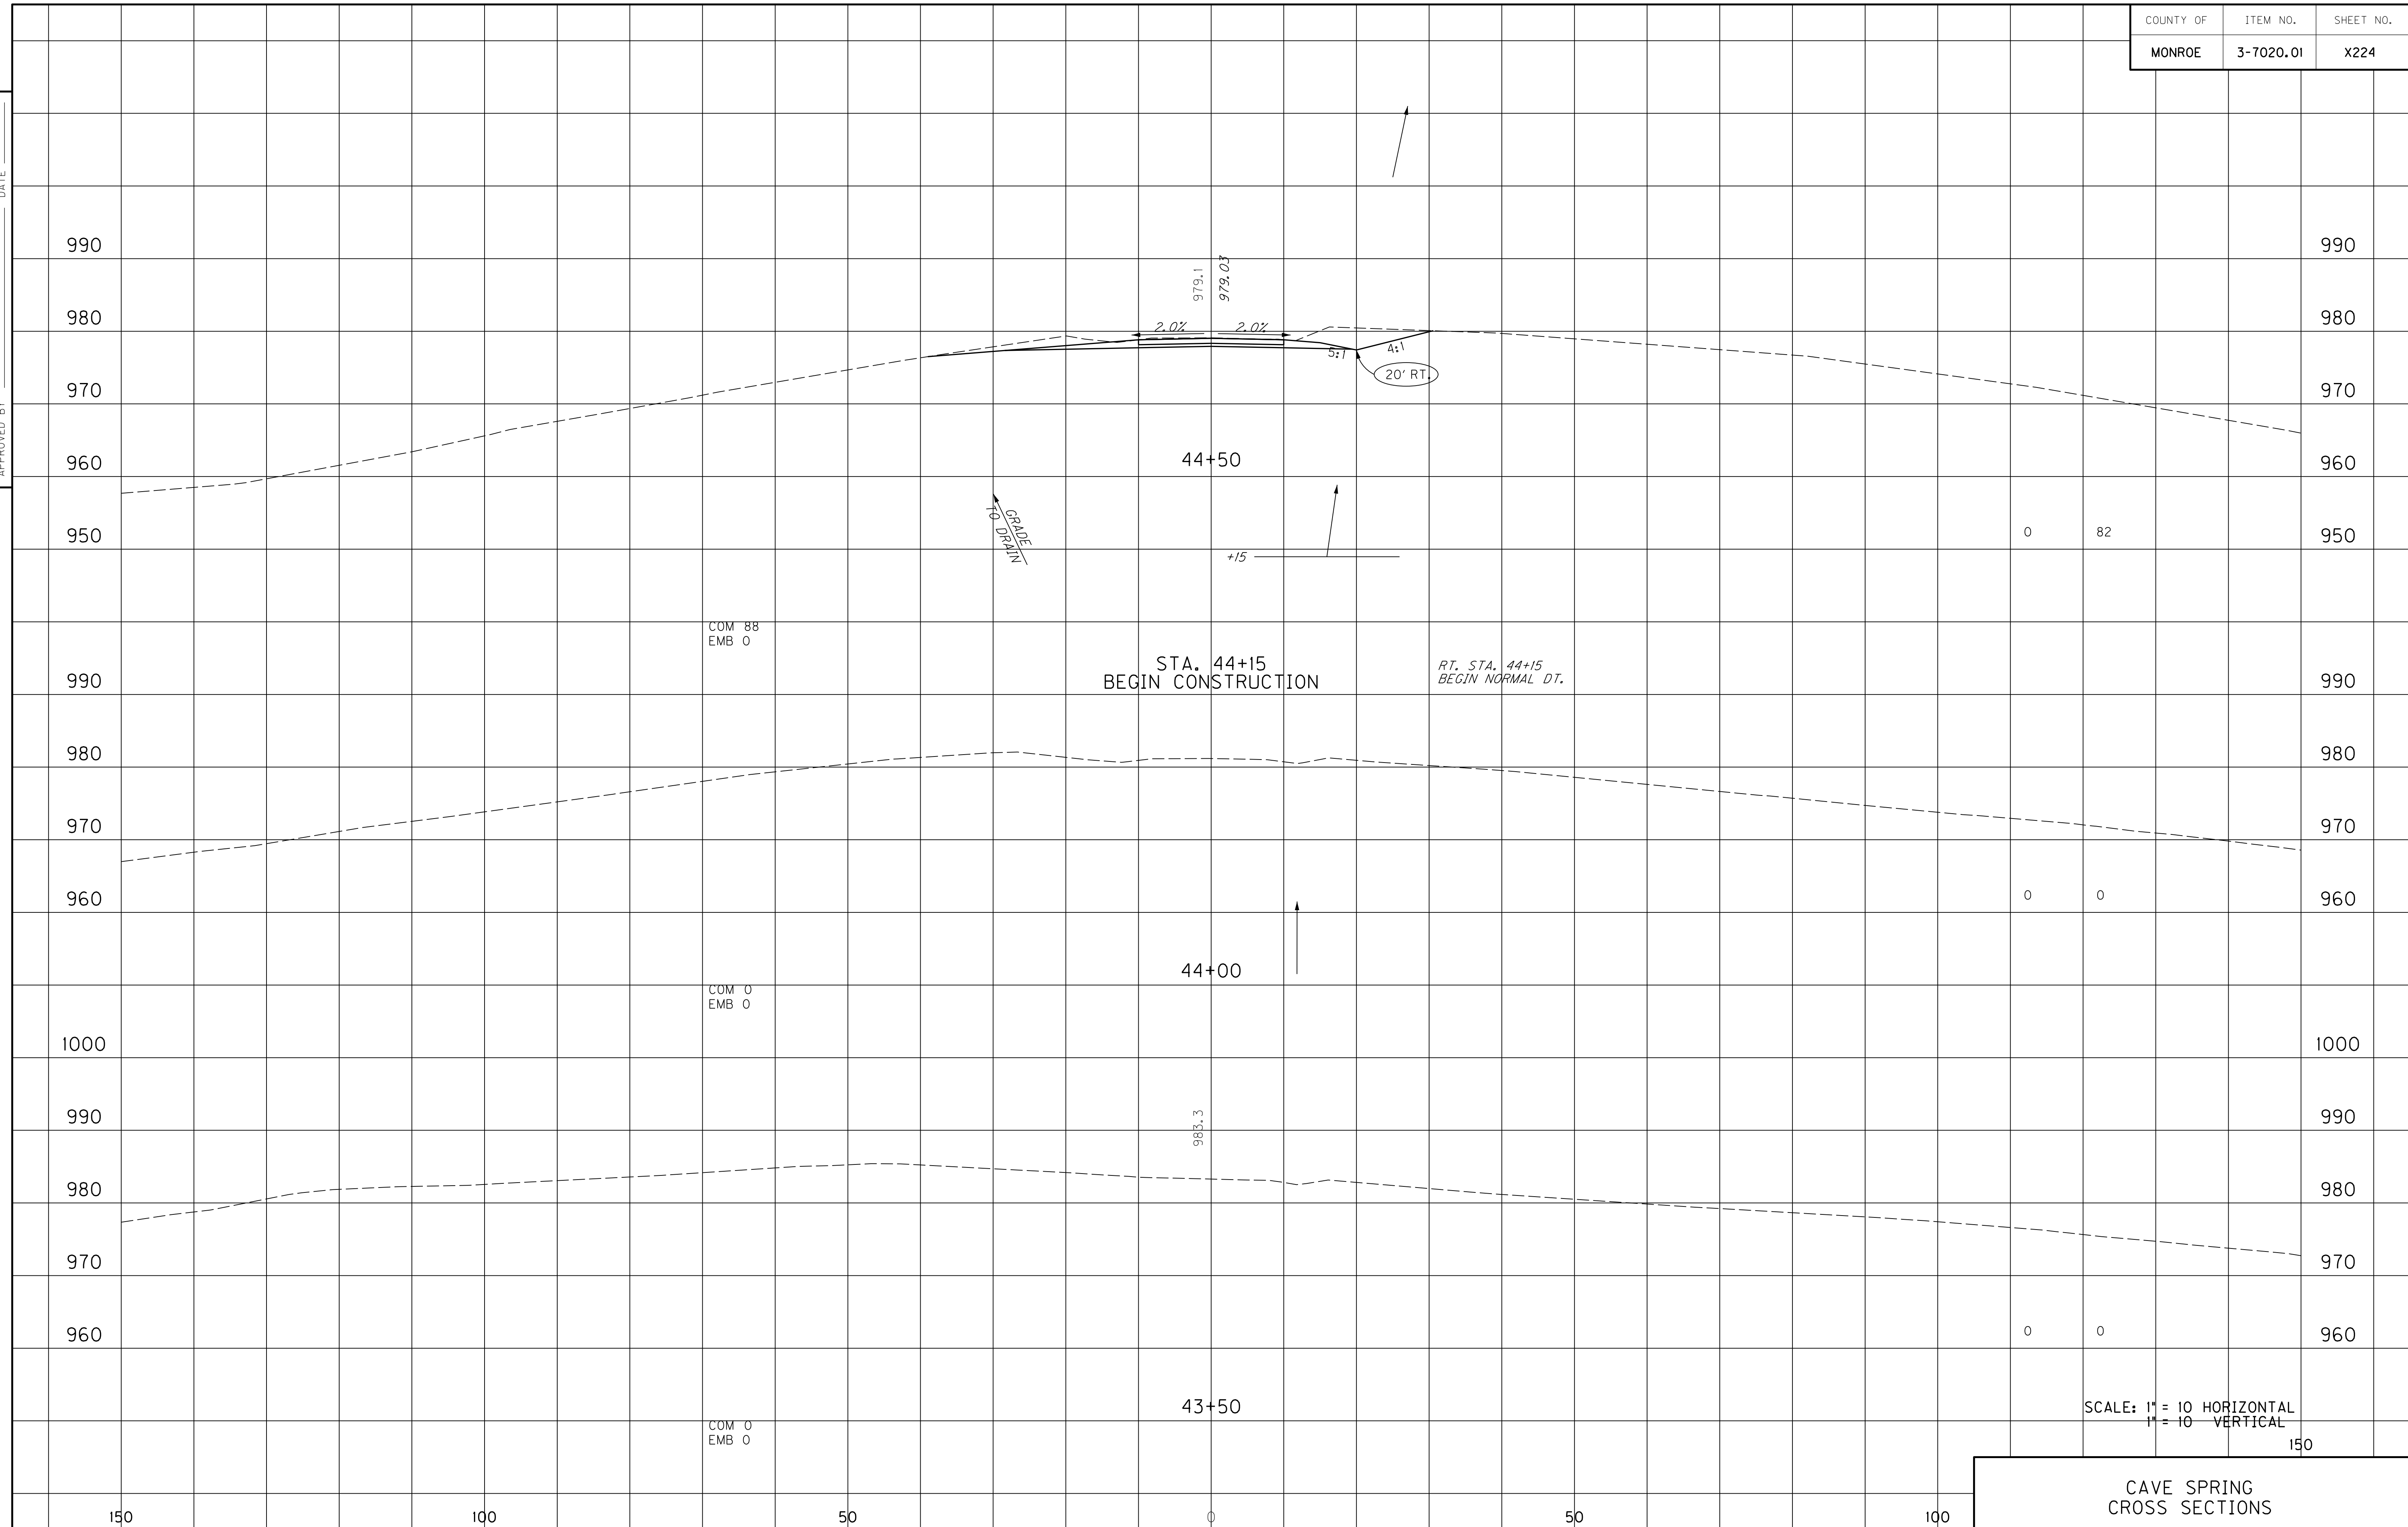 COUNTY OF ITEM NO. SHEET NO.
MONROE 3-7020.01 X224
DATE
APPROVED BY
990 990
979.1
979.03
980 2.0% 2.0% 980
5:1 4:1
970 20' RT. 970
960 44+50 960
GRADE
TO DRAIN
950 +15 0 82 950
COM 88
EMB 0
STA. 44+15
BEGIN CONSTRUCTION
RT. STA. 44+15
BEGIN NORMAL DT.
990 990
980 980
970 970
960 0 0 960
44+00
COM 0
EMB 0
1000 1000
990 983.3 990
980 980
970 970
960 0 0 960
43+50
COM 0
EMB 0
SCALE: 1" = 10 HORIZONTAL
1" = 10 VERTICAL
150
CAVE SPRING
CROSS SECTIONS
150 100 50 0 50 100